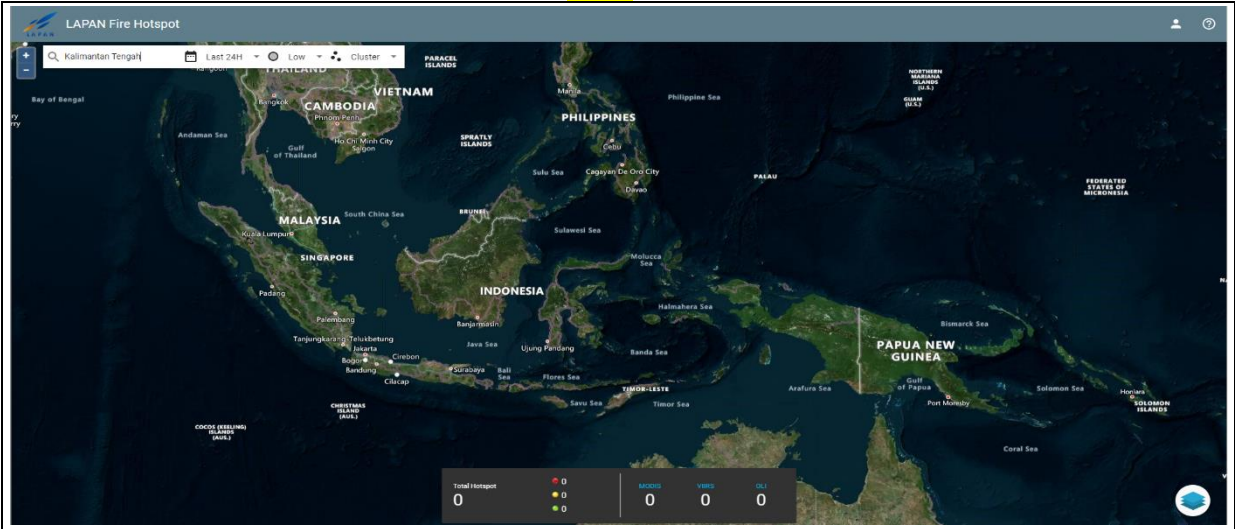 LAPAN Fire Hotspot
LAPAN
+
-
Kalimantan Tengah
Last 24H
Low
Cluster
PARACEL
ISLANDS
THAILAND
VIETNAM
NORTHERN
MARIANA
ISLANDS
(U.S.)
GUAM
(U.S.)
Bay of Bengal
Bangkok
CAMBODIA
Phnom Penh
Manila
Philippine Sea
PHILIPPINES
Andaman Sea
Gulf
of Thailand
Ho Chi Minh City
Saigon
SPRATLY
ISLANDS
Cebu
Sulu Sea
Cagayan De Oro City
Davao
PALAU
FEDERATED
STATES OF
MICRONESIA
MALAYSIA
South China Sea
BRUNEI
Kuala Lumpur
Sulawesi Sea
SINGAPORE
Molucca
Sea
Padang
INDONESIA
Halmahera Sea
Palembang
Banjarmasin
Bismarck Sea
Tanjungkarang-Telukbetung
Jakarta
Java Sea
Ujung Pandang
Banda Sea
PAPUA NEW
GUINEA
Bogor
Cirebon
Bandung
Surabaya
Bali
Sea
Flores Sea
Cilacap
TIMOR-LESTE
Arafura Sea
Gulf
of Papua
Solomon Sea
Honiara
Port Moresby
SOLOMON
ISLANDS
CHRISTMAS
ISLAND
(AUS.)
Savu Sea
Timor Sea
COCOS (KEELING)
ISLANDS
(AUS.)
Coral Sea
Total Hotspot
0
0
0
0
MODIS
0
VIIRS
0
OLI
0